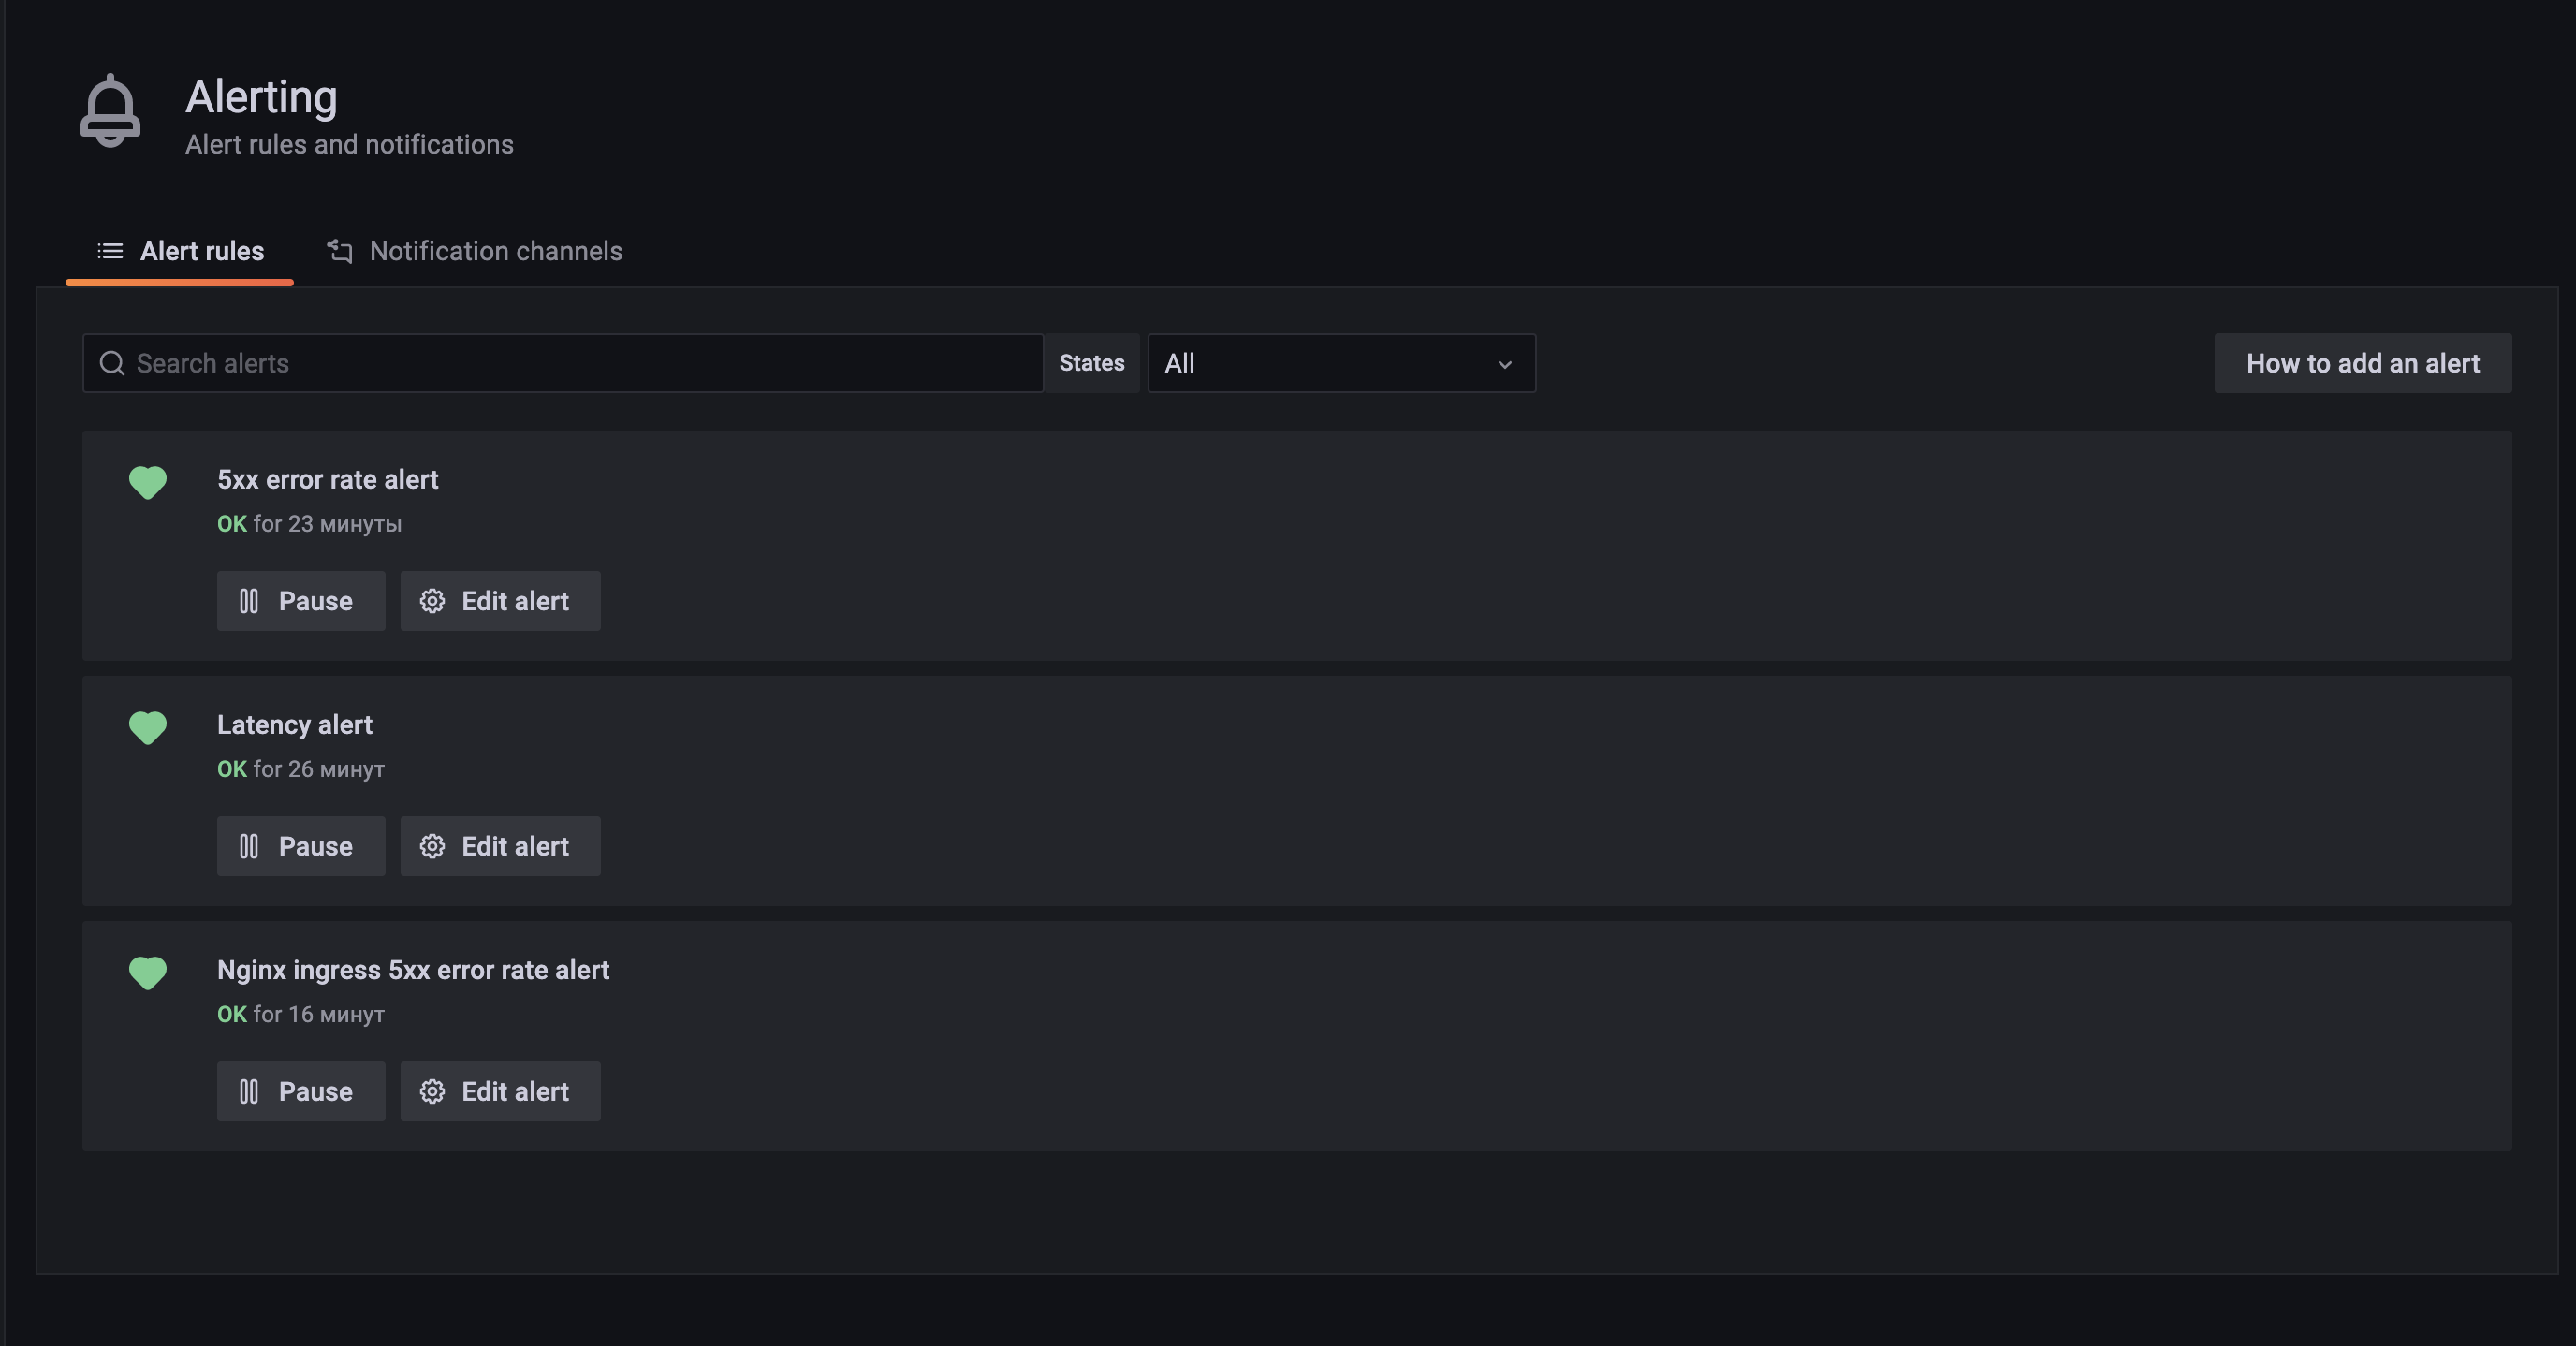 Alerting
Alert rules and notifications
Alert rules Notification channels
Search alerts States All How to add an alert
5xx error rate alert
OK for 23 минуты
Pause Edit alert
Latency alert
OK for 26 минут
Pause Edit alert
Nginx ingress 5xx error rate alert
OK for 16 минут
Pause Edit alert